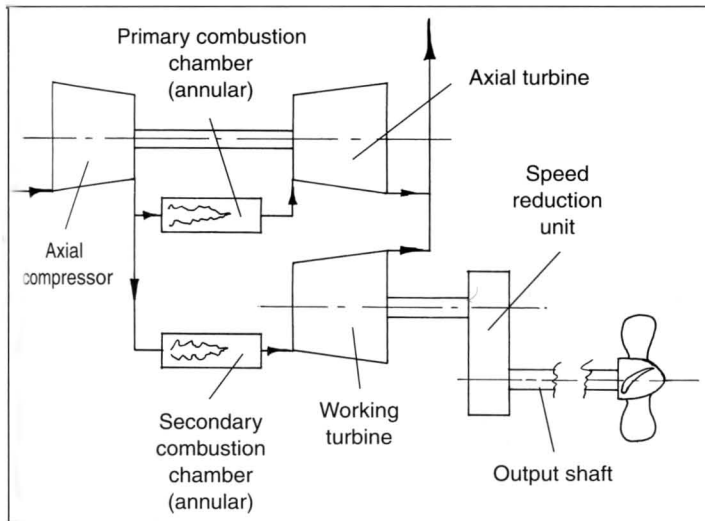 Primary combustion
chamber
(annular)
Axial turbine
Speed
reduction
unit
Axial
compressor
Secondary
combustion
chamber
(annular)
Working
turbine
Output shaft